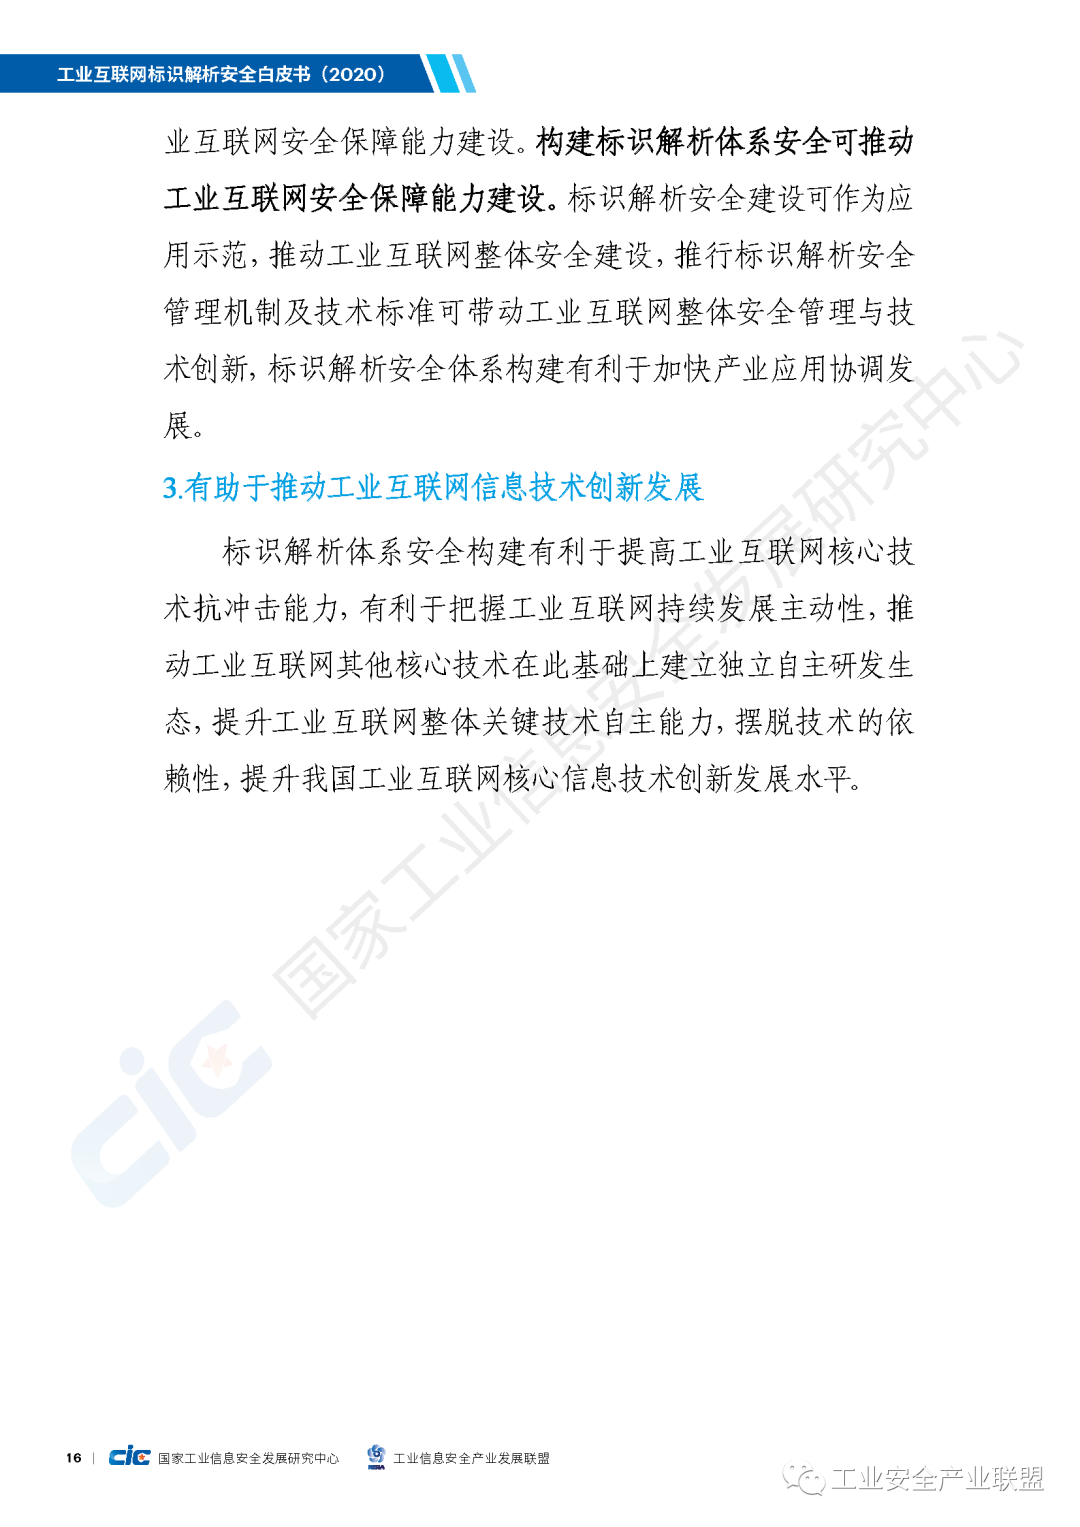 工业互联网标识解析安全白皮书（2020）
业互联网安全保障能力建设。构建标识解析体系安全可推动
工业互联网安全保障能力建设。标识解析安全建设可作为应
用示范，推动工业互联网整体安全建设，推行标识解析安全
管理机制及技术标准可带动工业互联网整体安全管理与技
术创新，标识解析安全体系构建有利于加快产业应用协调发
展。
3.有助于推动工业互联网信息技术创新发展
标识解析体系安全构建有利于提高工业互联网核心技
术抗冲击能力，有利于把握工业互联网持续发展主动性，推
动工业互联网其他核心技术在此基础上建立独立自主研发生
态，提升工业互联网整体关键技术自主能力，摆脱技术的依
赖性，提升我国工业互联网核心信息技术创新发展水平。
国家工业信息安全发展研究中心
cic
16 | cic 国家工业信息安全发展研究中心 工业信息安全产业发展联盟
工业安全产业联盟